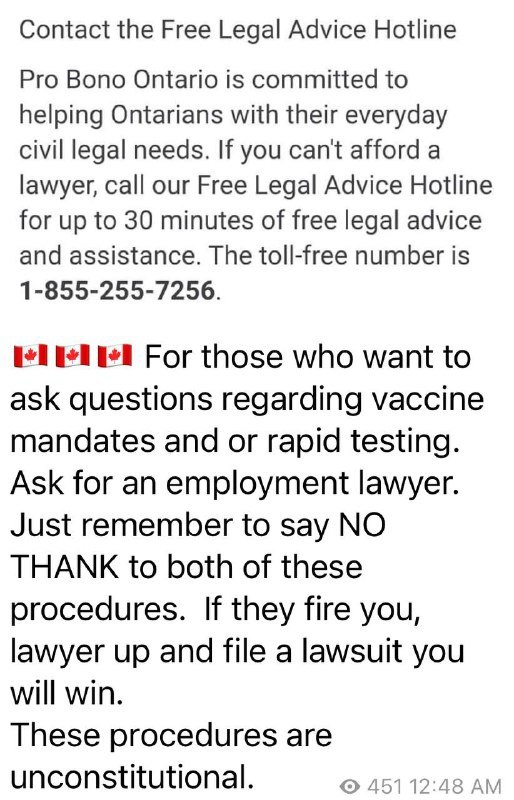 Contact the Free Legal Advice Hotline
Pro Bono Ontario is committed to
helping Ontarians with their everyday
civil legal needs. If you can't afford a
lawyer, call our Free Legal Advice Hotline
for up to 30 minutes of free legal advice
and assistance. The toll-free number is
1-855-255-7256.
🇨🇦🇨🇦🇨🇦 For those who want to
ask questions regarding vaccine
mandates and or rapid testing.
Ask for an employment lawyer.
Just remember to say NO
THANK to both of these
procedures.  If they fire you,
lawyer up and file a lawsuit you
will win.
These procedures are
unconstitutional.
451 12:48 AM